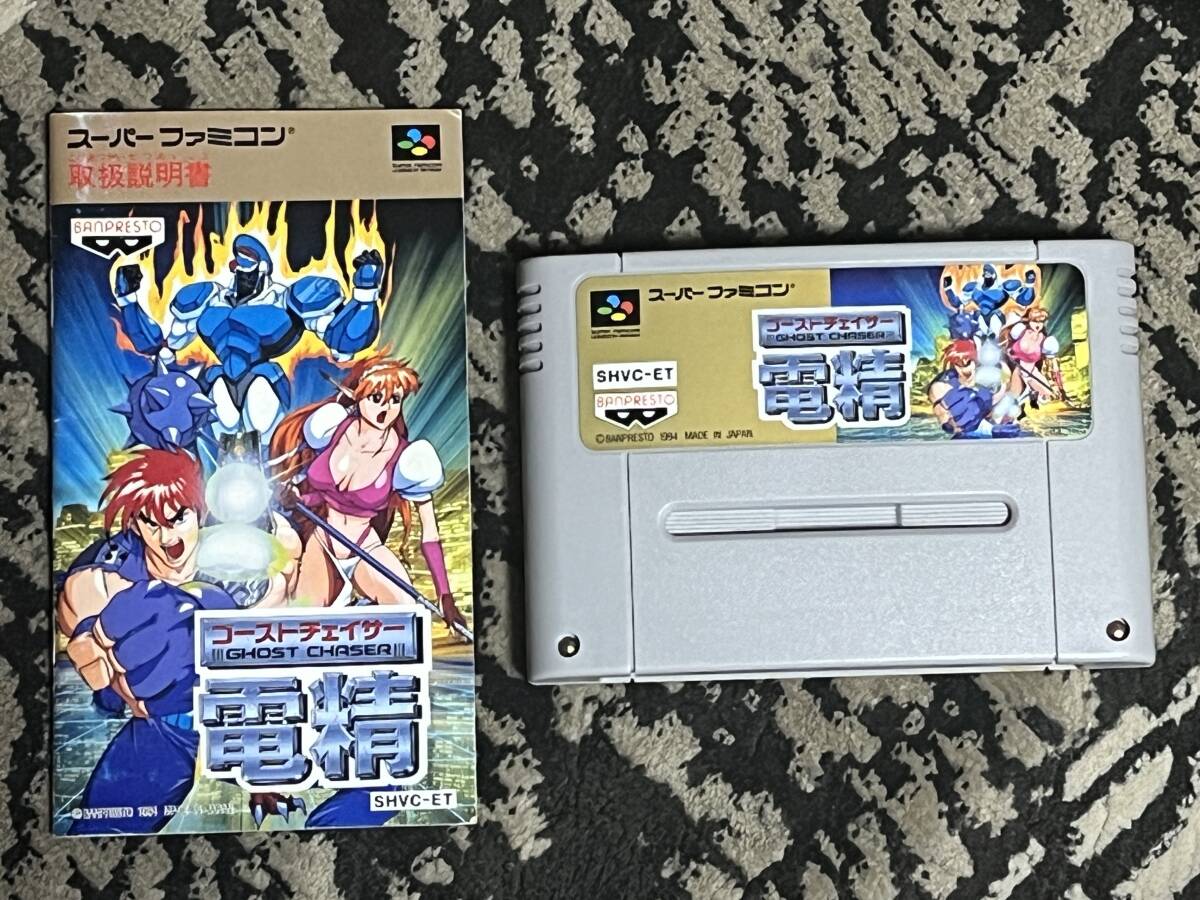 スーパーファミコン®
取扱説明書
BANPRESTO
ゴーストチェイサー
GHOST CHASER
電精
SHVC-ET
スーパーファミコン®
SUPER FAMICOM
SHVC-ET
BANPRESTO
©BANPRESTO 1994 MADE IN JAPAN
ゴーストチェイサー
GHOST CHASER
電精